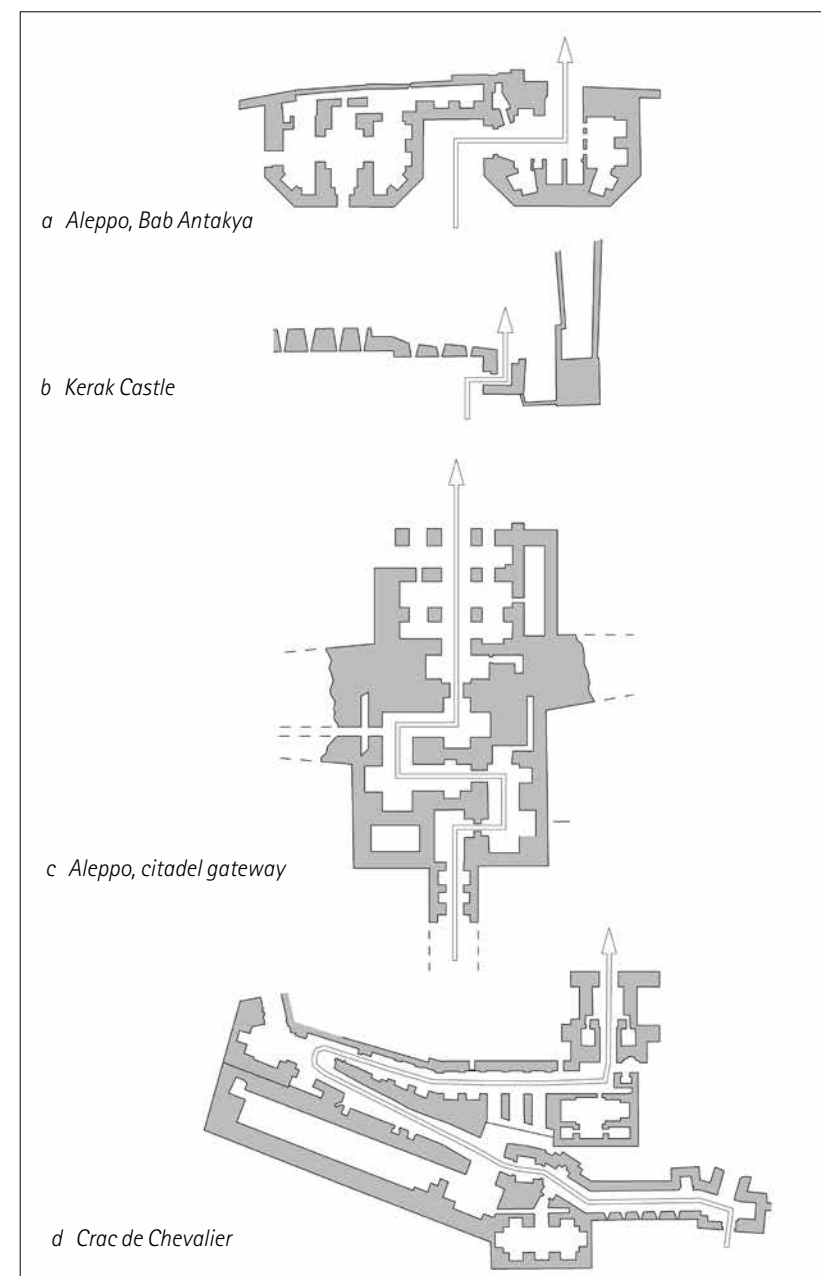 a Aleppo, Bab Antakya
b Kerak Castle
c Aleppo, citadel gateway
d Crac de Chevalier